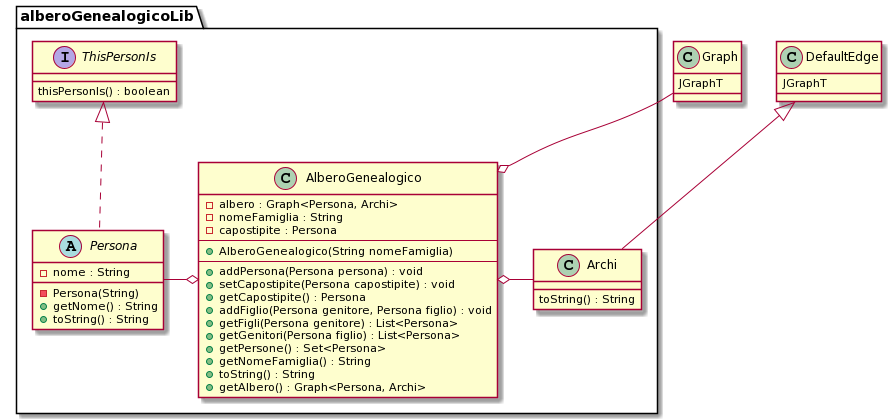 alberoGenealogicoLib
I ThisPersonIs
thisPersonIs() : boolean
C Graph
JGraphT
C DefaultEdge
JGraphT
C AlberoGenealogico
albero : Graph<Persona, Archi>
nomeFamiglia : String
capostipite : Persona
AlberoGenealogico(String nomeFamiglia)
addPersona(Persona persona) : void
setCapostipite(Persona capostipite) : void
getCapostipite() : Persona
addFiglio(Persona genitore, Persona figlio) : void
getFigli(Persona genitore) : List<Persona>
getGenitori(Persona figlio) : List<Persona>
getPersone() : Set<Persona>
getNomeFamiglia() : String
toString() : String
getAlbero() : Graph<Persona, Archi>
A Persona
nome : String
Persona(String)
getNome() : String
toString() : String
C Archi
toString() : String